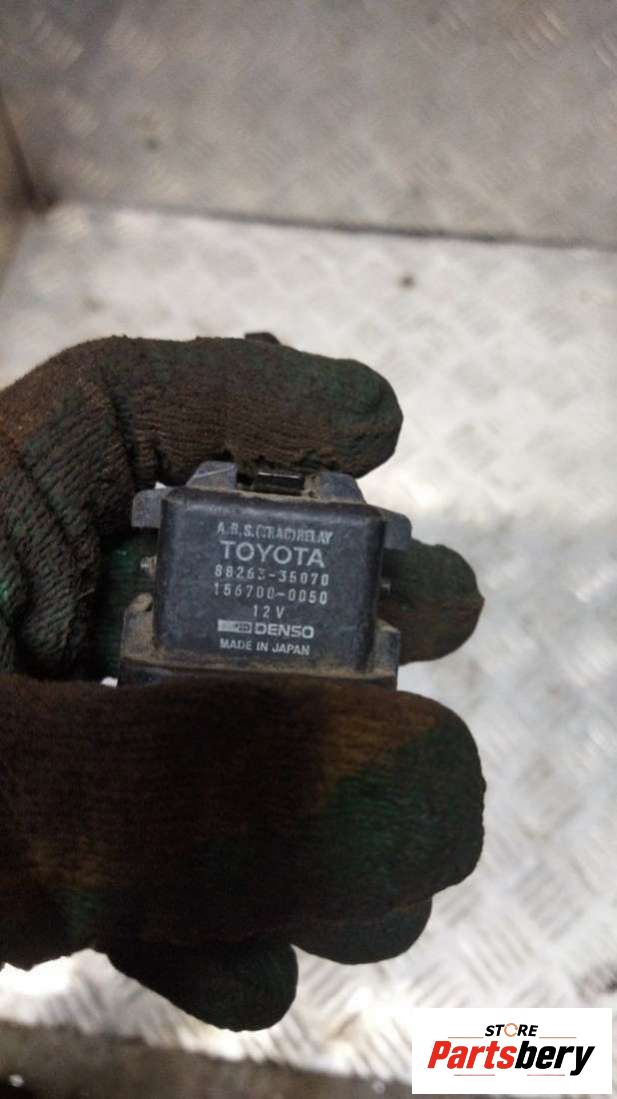 A.B.S.(TRAC)RELAY
TOYOTA
88263-35070
156700-0050
12V
DENSO
MADE IN JAPAN
STORE
Partsbery